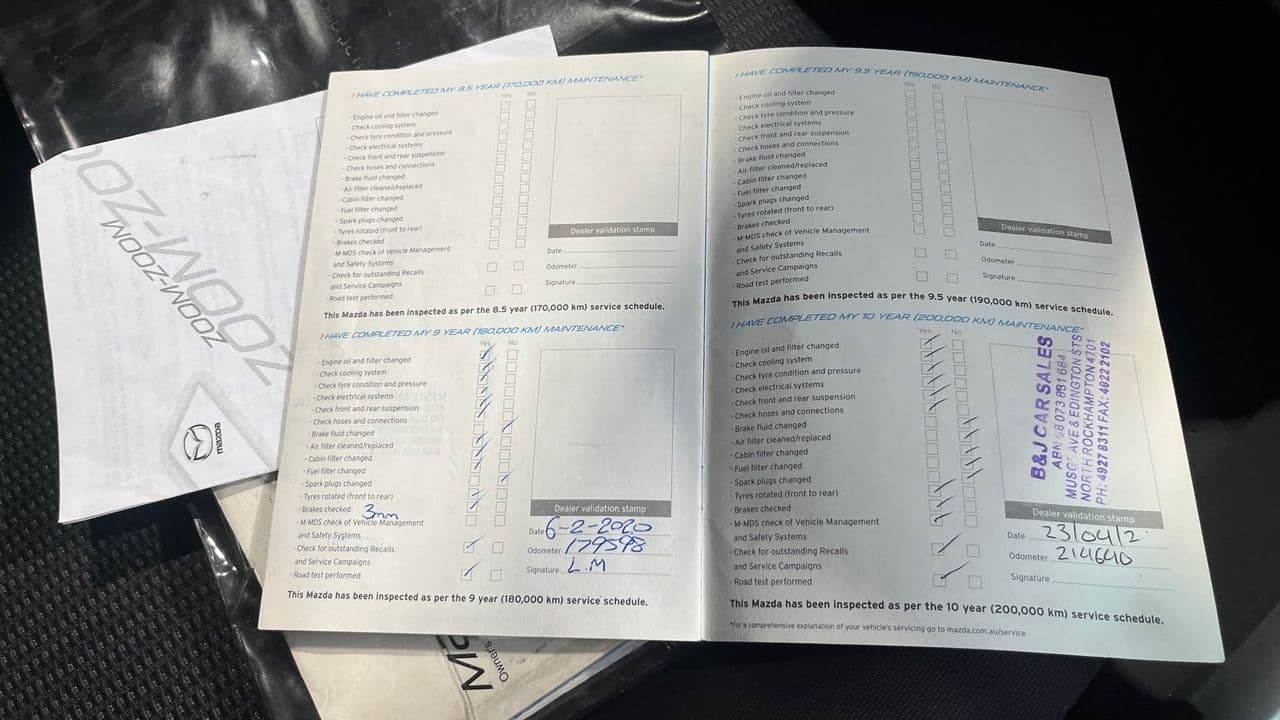 I HAVE COMPLETED MY 8.5 YEAR (170,000 KM) MAINTENANCE*
Yes No
- Engine oil and filter changed
- Check cooling system
- Check tyre condition and pressure
- Check electrical systems
- Check front and rear suspension
- Check hoses and connections
- Brake fluid changed
- Air filter cleaned/replaced
- Cabin filter changed
- Fuel filter changed
- Spark plugs changed
- Tyres rotated (front to rear)
- Brakes checked
- M-MDS check of Vehicle Management
and Safety Systems
- Check for outstanding Recalls
and Service Campaigns
- Road test performed
Dealer validation stamp
Date
Odometer
Signature
This Mazda has been inspected as per the 8.5 year (170,000 km) service schedule.
I HAVE COMPLETED MY 9 YEAR (180,000 KM) MAINTENANCE*
Yes No
- Engine oil and filter changed
- Check cooling system
- Check tyre condition and pressure
- Check electrical systems
- Check front and rear suspension
- Check hoses and connections
- Brake fluid changed
- Air filter cleaned/replaced
- Cabin filter changed
- Fuel filter changed
- Spark plugs changed
- Tyres rotated (front to rear)
- Brakes checked 3mm
- M-MDS check of Vehicle Management
and Safety Systems
- Check for outstanding Recalls
and Service Campaigns
- Road test performed
Dealer validation stamp
Date 6-2-2020
Odometer 179598
Signature L.M
This Mazda has been inspected as per the 9 year (180,000 km) service schedule.
I HAVE COMPLETED MY 9.5 YEAR (190,000 KM) MAINTENANCE*
Yes No
- Engine oil and filter changed
- Check cooling system
- Check tyre condition and pressure
- Check electrical systems
- Check front and rear suspension
- Check hoses and connections
- Brake fluid changed
- Air filter cleaned/replaced
- Cabin filter changed
- Fuel filter changed
- Spark plugs changed
- Tyres rotated (front to rear)
- Brakes checked
- M-MDS check of Vehicle Management
and Safety Systems
- Check for outstanding Recalls
and Service Campaigns
- Road test performed
Dealer validation stamp
Date
Odometer
Signature
This Mazda has been inspected as per the 9.5 year (190,000 km) service schedule.
I HAVE COMPLETED MY 10 YEAR (200,000 KM) MAINTENANCE*
Yes No
- Engine oil and filter changed
- Check cooling system
- Check tyre condition and pressure
- Check electrical systems
- Check front and rear suspension
- Check hoses and connections
- Brake fluid changed
- Air filter cleaned/replaced
- Cabin filter changed
- Fuel filter changed
- Spark plugs changed
- Tyres rotated (front to rear)
- Brakes checked
- M-MDS check of Vehicle Management
and Safety Systems
- Check for outstanding Recalls
and Service Campaigns
- Road test performed
B&J CAR SALES
ABN 68 073 891 684
AVE & EDINGTON STS
NORTH ROCKHAMPTON 4701
PH: 4927 8311 FAX: 4922 2102
Dealer validation stamp
Date 23/04/2
Odometer 214640
Signature
This Mazda has been inspected as per the 10 year (200,000 km) service schedule.
*For a comprehensive explanation of your vehicle's servicing go to mazda.com.au/service
ZOOM-ZOOM
mazda
Owner's